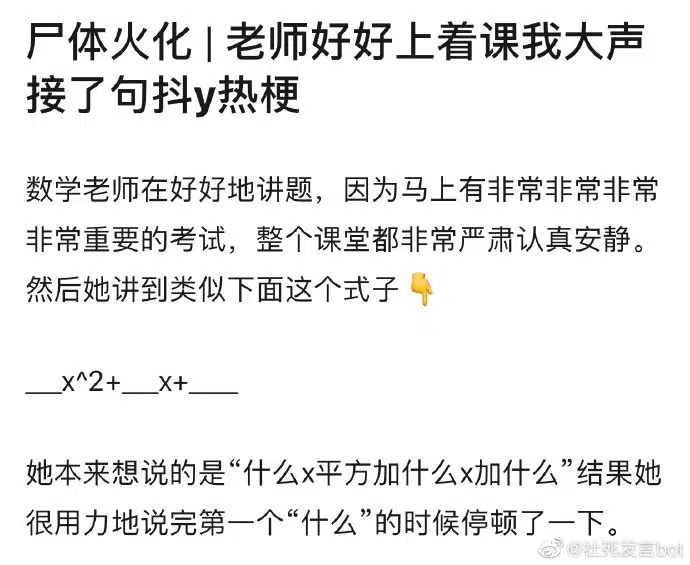 尸体火化 | 老师好好上着课我大声
接了句抖y热梗
数学老师在好好地讲题，因为马上有非常非常非常
非常重要的考试，整个课堂都非常严肃认真安静。
然后她讲到类似下面这个式子 👇
___x^2+___x+____
她本来想说的是“什么x平方加什么x加什么”结果她
很用力地说完第一个“什么”的时候停顿了一下。
@社死发言bot